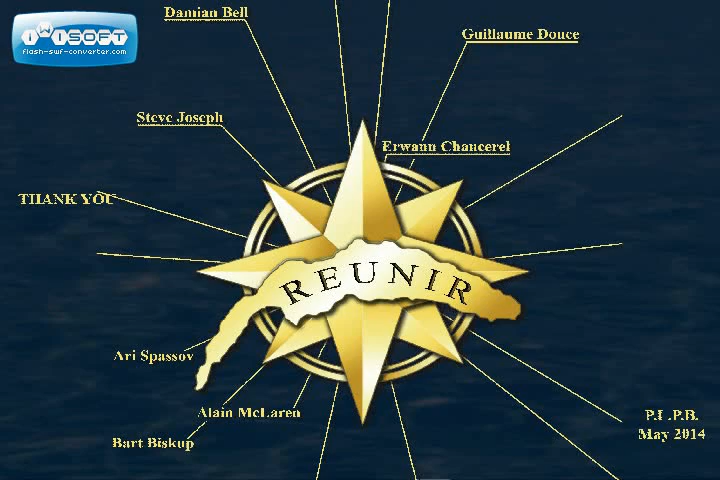 iWiSOFT
flash-swf-converter.com
Damian Bell
Guillaume Douce
Steve Joseph
Erwann Chancerel
THANK YOU
REUNIR
Ari Spassov
Alain McLaren
P.L.P.B.
May 2014
Bart Biskup